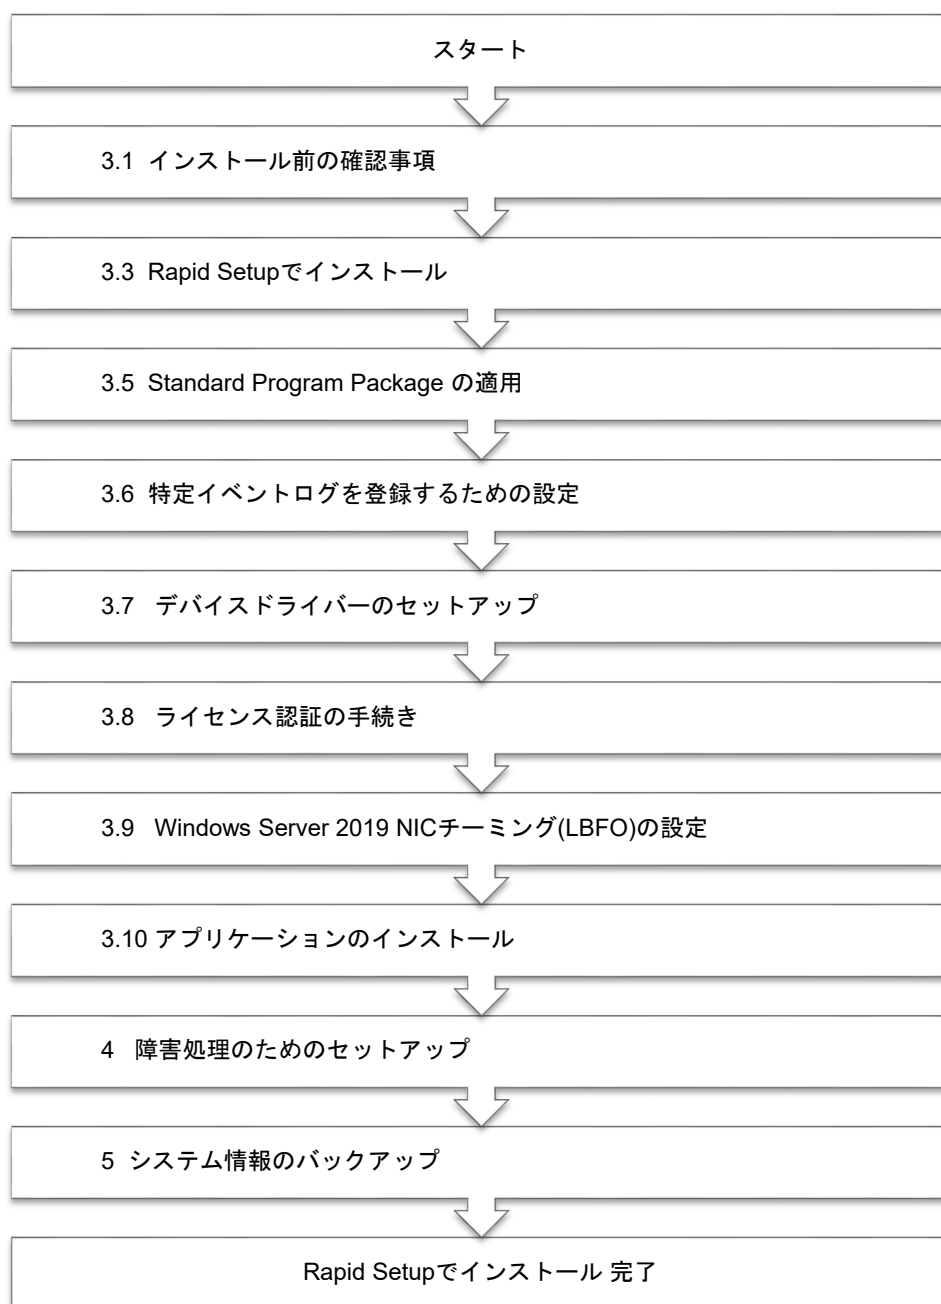 スタート
3.1 インストール前の確認事項
3.3 Rapid Setupでインストール
3.5 Standard Program Package の適用
3.6 特定イベントログを登録するための設定
3.7 デバイスドライバーのセットアップ
3.8 ライセンス認証の手続き
3.9 Windows Server 2019 NICチーミング(LBFO)の設定
3.10 アプリケーションのインストール
4 障害処理のためのセットアップ
5 システム情報のバックアップ
Rapid Setupでインストール 完了